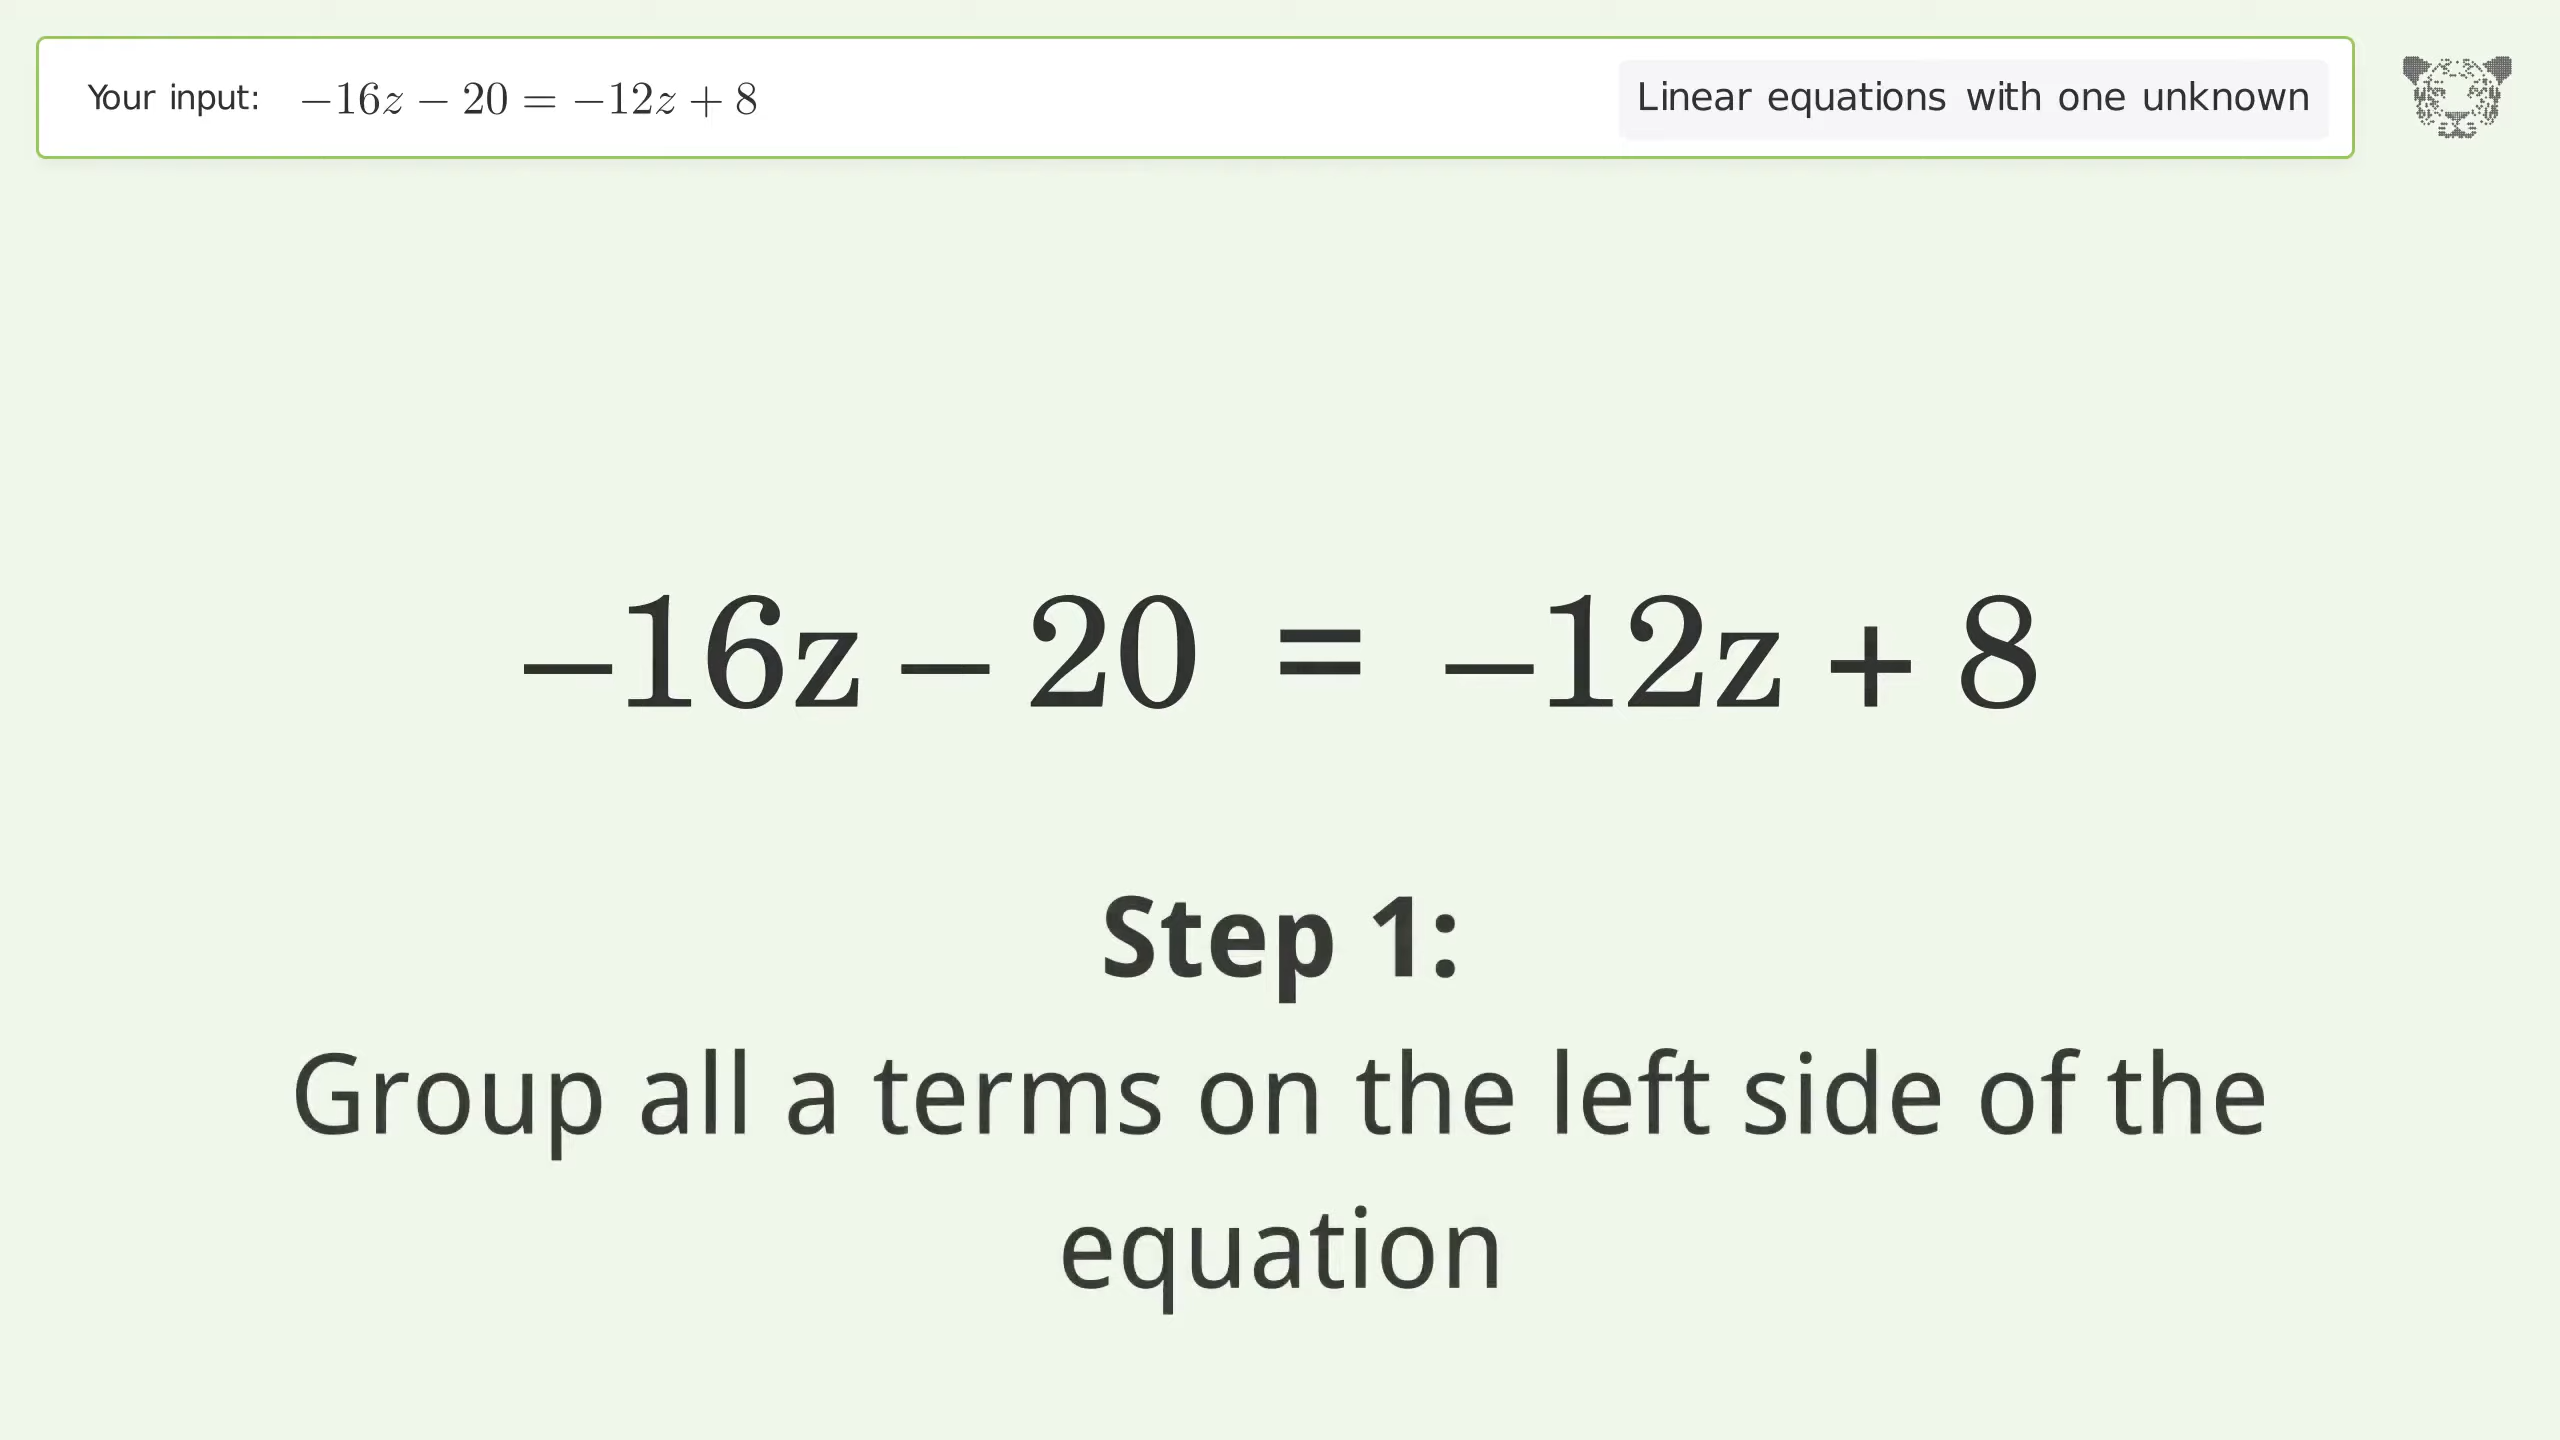 Your input: −16z − 20 = −12z + 8
Linear equations with one unknown
−16z − 20 = −12z + 8
Step 1:
Group all a terms on the left side of the
equation